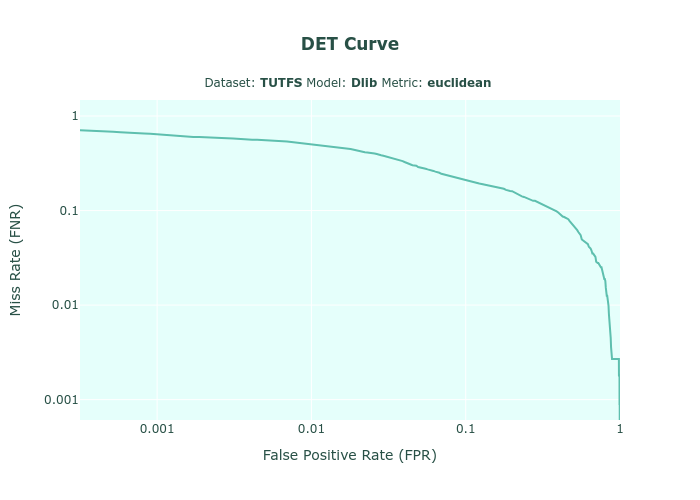 DET Curve
Dataset: TUTFS Model: Dlib Metric: euclidean
Miss Rate (FNR)
1
0.1
0.01
0.001
0.001
0.01
0.1
1
False Positive Rate (FPR)